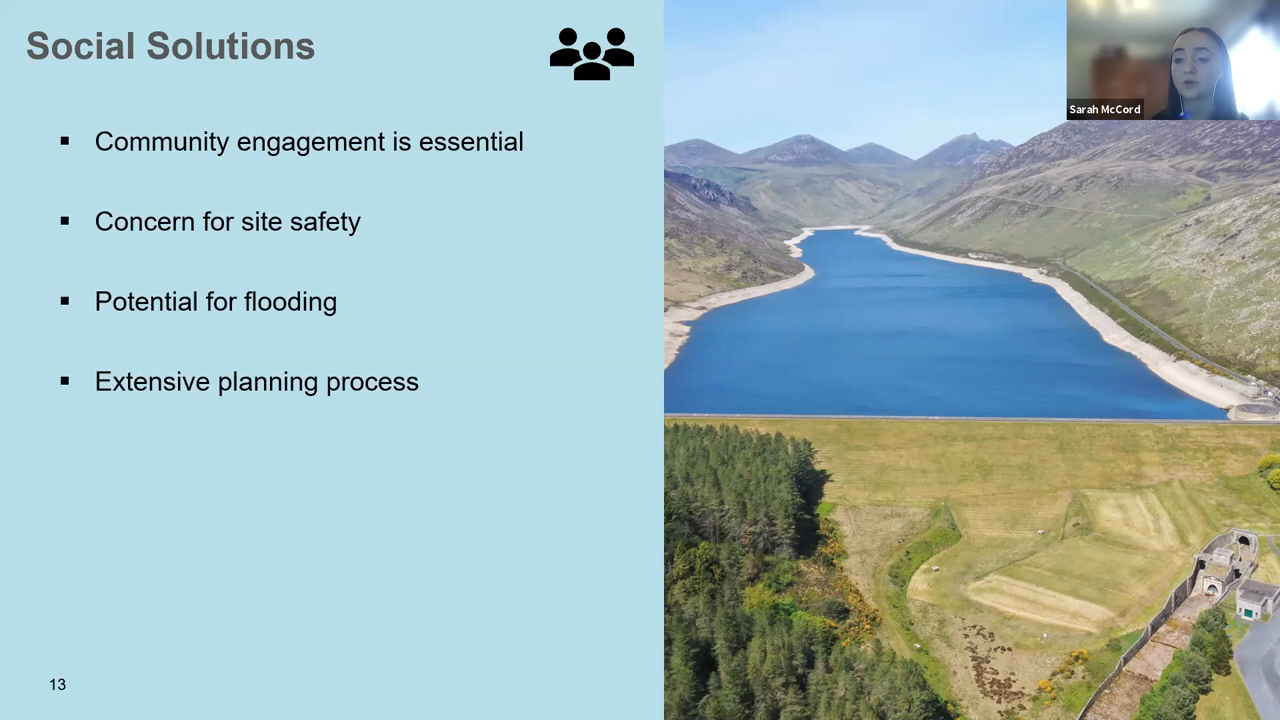 Social Solutions
Sarah McCord
▪ Community engagement is essential
▪ Concern for site safety
▪ Potential for flooding
▪ Extensive planning process
13